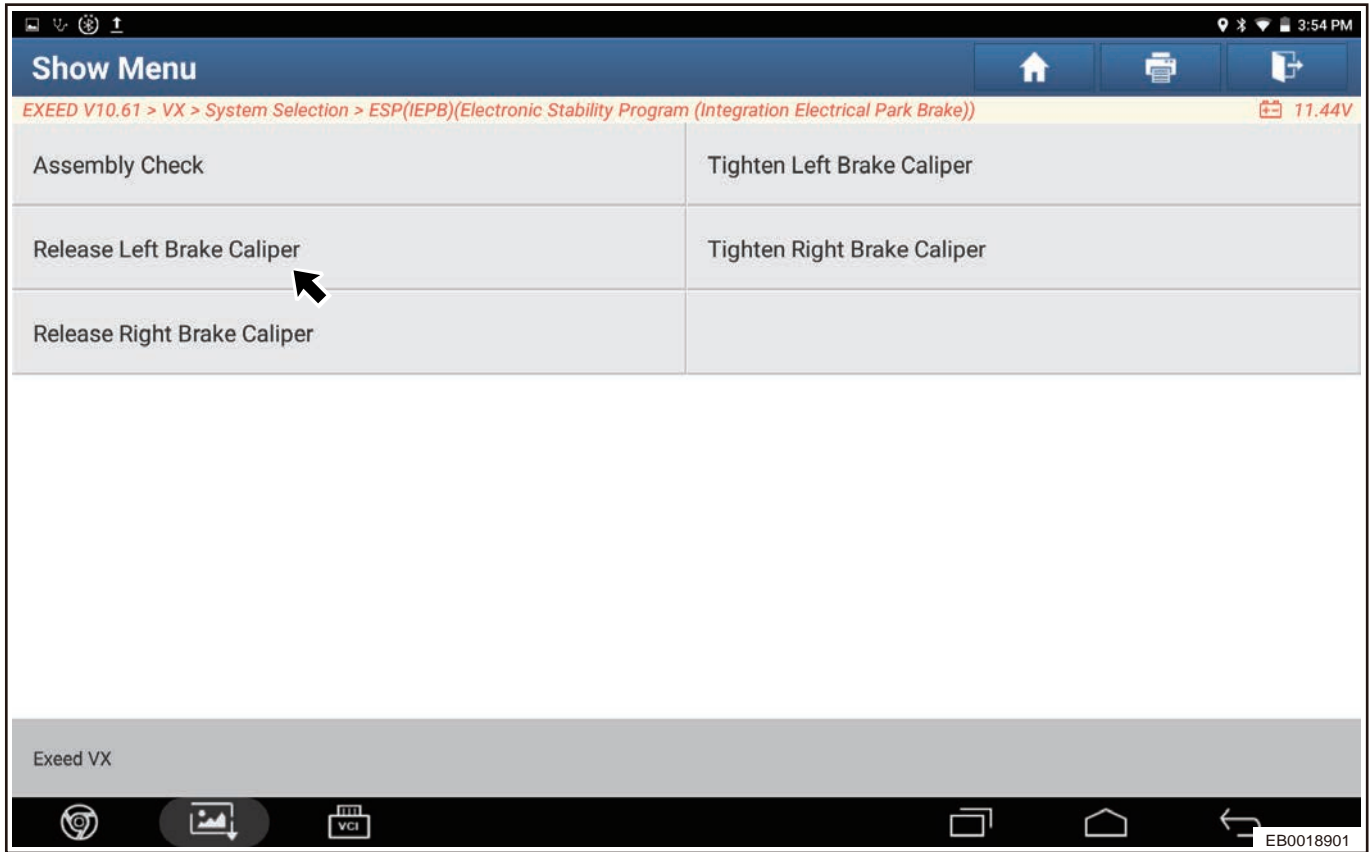 3:54 PM
Show Menu
EXEED V10.61 > VX > System Selection > ESP(IEPB)(Electronic Stability Program (Integration Electrical Park Brake))
11.44V
Assembly Check
Tighten Left Brake Caliper
Release Left Brake Caliper
Tighten Right Brake Caliper
Release Right Brake Caliper
Exeed VX
VCI
EB0018901